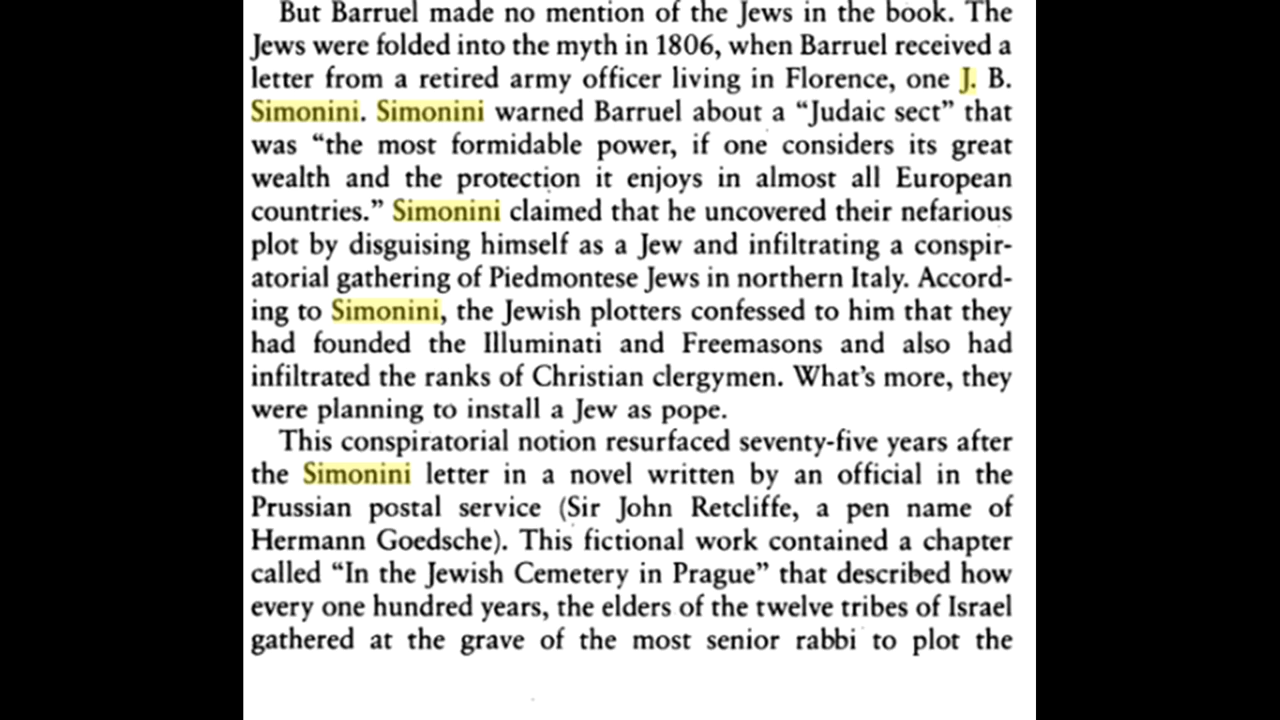 But Barruel made no mention of the Jews in the book. The
Jews were folded into the myth in 1806, when Barruel received a
letter from a retired army officer living in Florence, one J. B.
Simonini. Simonini warned Barruel about a “Judaic sect” that
was “the most formidable power, if one considers its great
wealth and the protection it enjoys in almost all European
countries.” Simonini claimed that he uncovered their nefarious
plot by disguising himself as a Jew and infiltrating a conspir-
atorial gathering of Piedmontese Jews in northern Italy. Accord-
ing to Simonini, the Jewish plotters confessed to him that they
had founded the Illuminati and Freemasons and also had
infiltrated the ranks of Christian clergymen. What’s more, they
were planning to install a Jew as pope.
This conspiratorial notion resurfaced seventy-five years after
the Simonini letter in a novel written by an official in the
Prussian postal service (Sir John Retcliffe, a pen name of
Hermann Goedsche). This fictional work contained a chapter
called “In the Jewish Cemetery in Prague” that described how
every one hundred years, the elders of the twelve tribes of Israel
gathered at the grave of the most senior rabbi to plot the